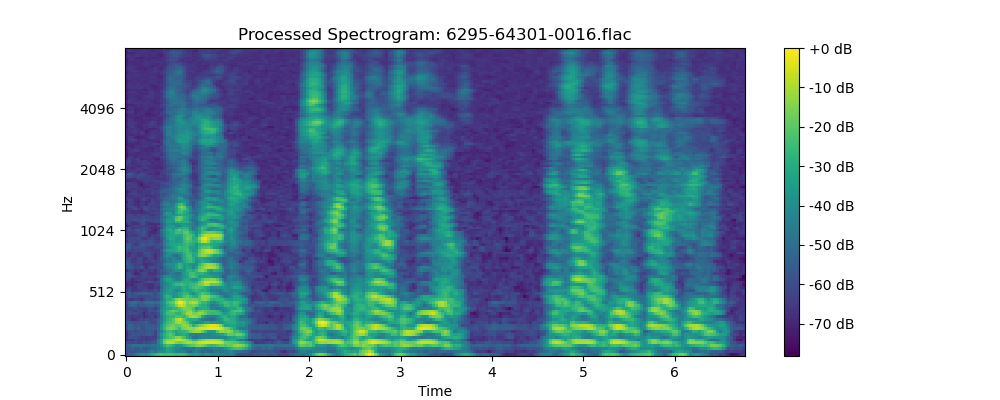 Processed Spectrogram: 6295-64301-0016.flac
Hz
4096
2048
1024
512
0
0 1 2 3 4 5 6
Time
+0 dB
-10 dB
-20 dB
-30 dB
-40 dB
-50 dB
-60 dB
-70 dB